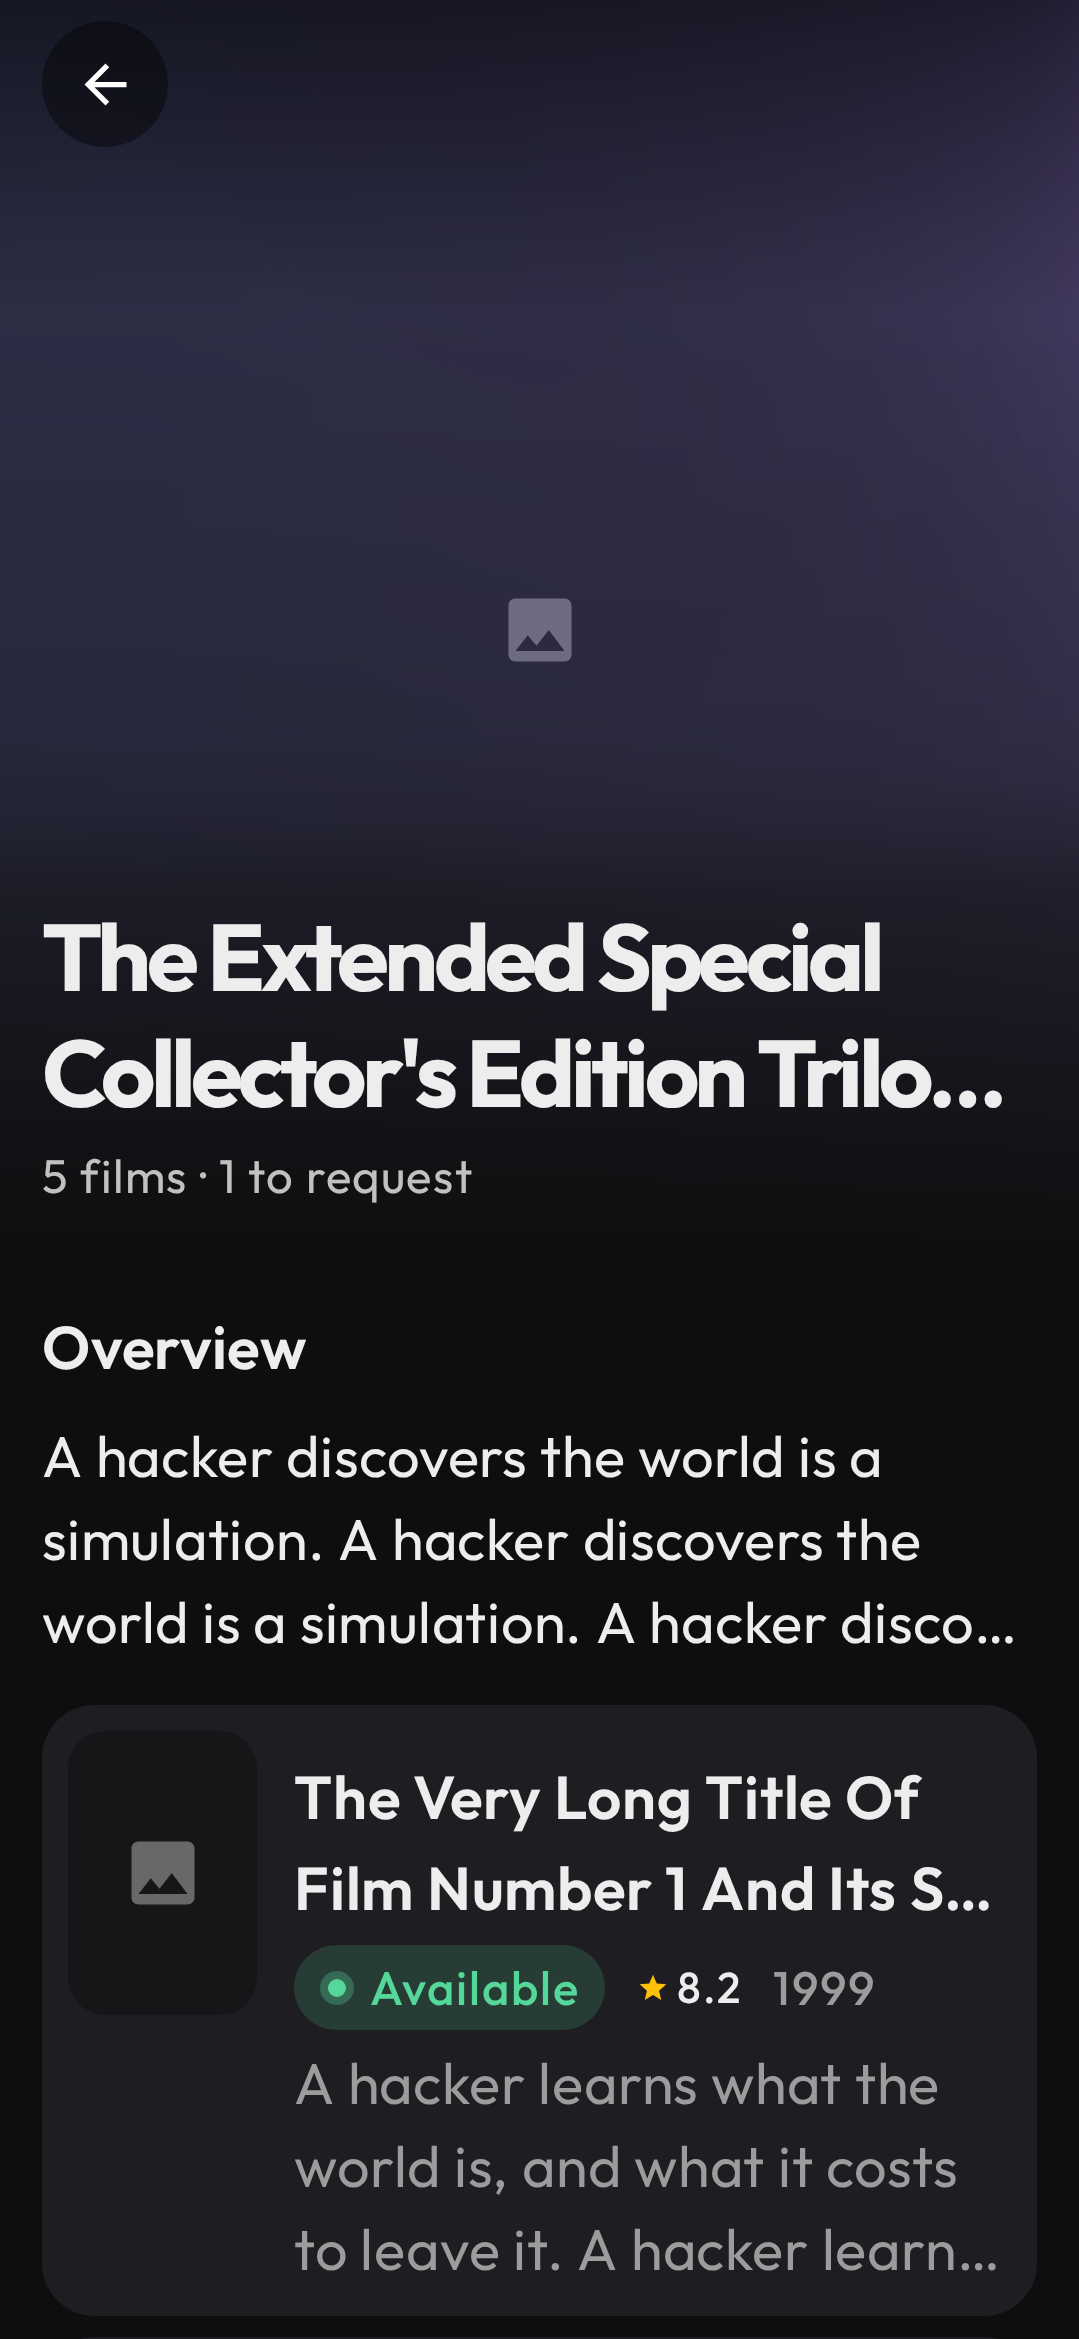 The Extended Special
Collector's Edition Trilo...
5 films · 1 to request
Overview
A hacker discovers the world is a
simulation. A hacker discovers the
world is a simulation. A hacker disco...
The Very Long Title Of
Film Number 1 And Its S...
Available 8.2 1999
A hacker learns what the
world is, and what it costs
to leave it. A hacker learn...